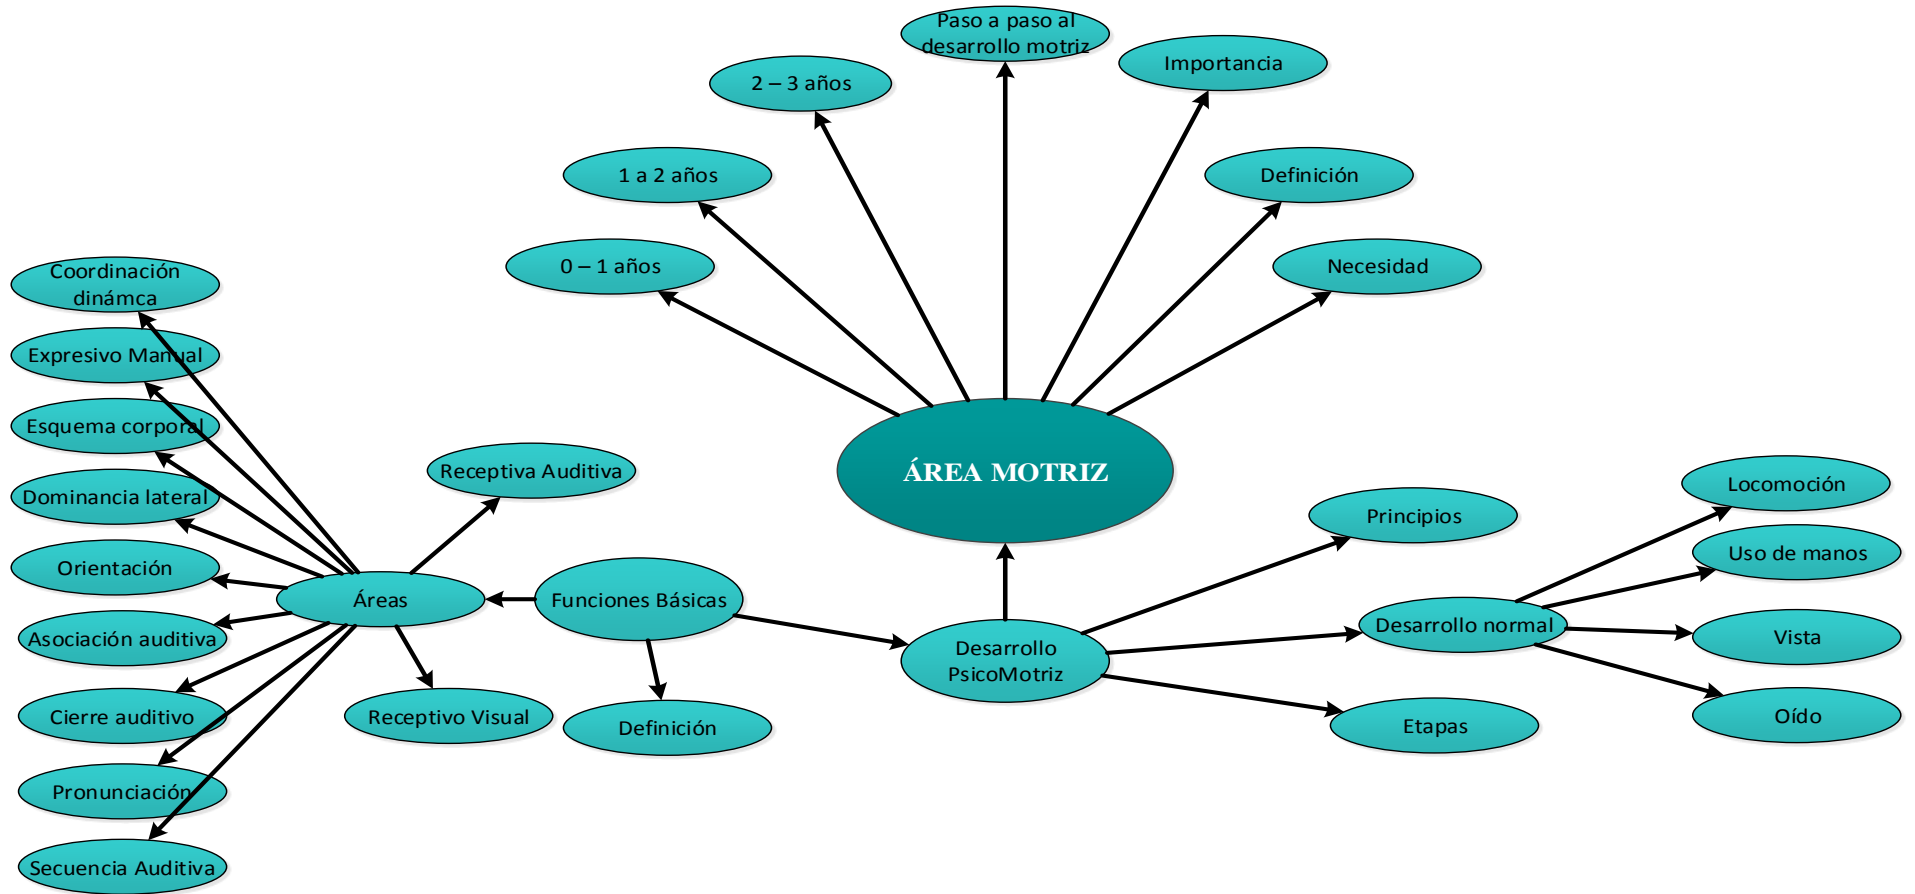 Paso a paso al
desarrollo motriz
Importancia
2 – 3 años
1 a 2 años
Definición
0 – 1 años
Necesidad
Coordinación
dinámca
Expresivo Manual
Esquema corporal
Receptiva Auditiva
ÁREA MOTRIZ
Locomoción
Dominancia lateral
Principios
Uso de manos
Orientación
Áreas
Funciones Básicas
Desarrollo normal
Asociación auditiva
Vista
Desarrollo
PsicoMotriz
Cierre auditivo
Receptivo Visual
Definición
Etapas
Oído
Pronunciación
Secuencia Auditiva